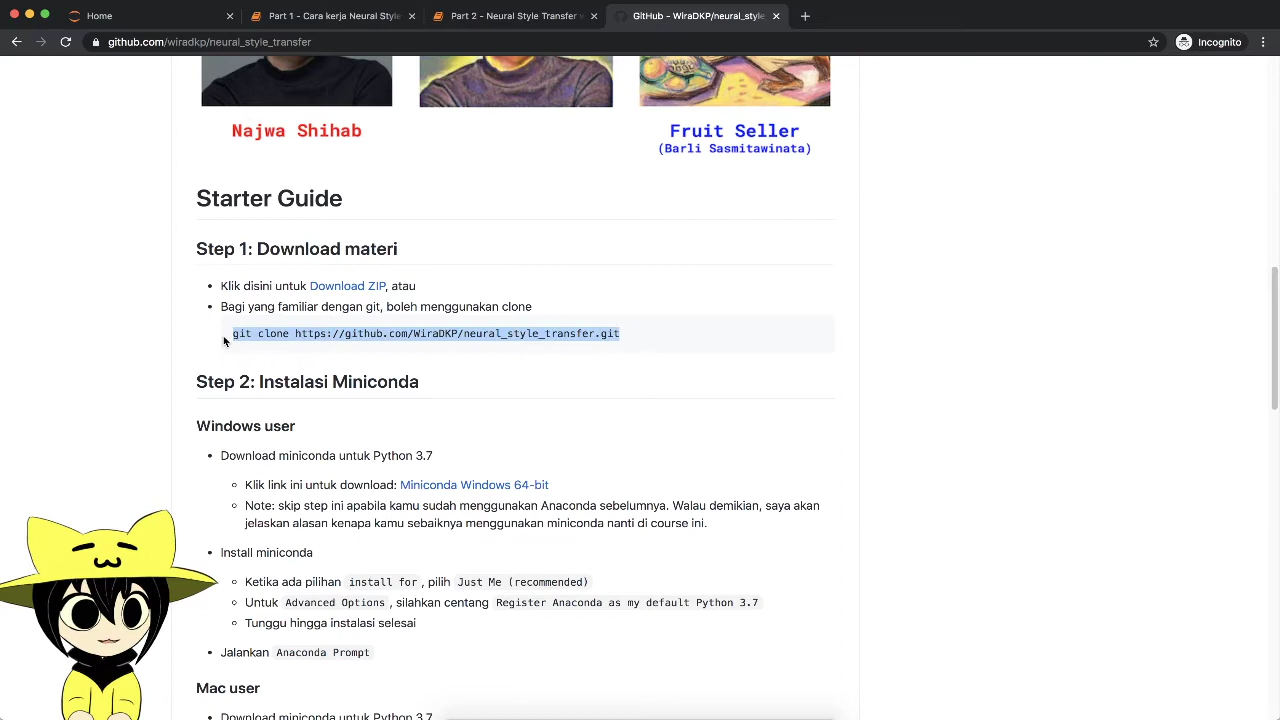 Home
Part 1 - Cara kerja Neural Style
Part 2 - Neural Style Transfer
GitHub - WiraDKP/neural_style
github.com/wiradkp/neural_style_transfer
Incognito
Najwa Shihab
Fruit Seller
(Barli Sasmitawinata)
Starter Guide
Step 1: Download materi
Klik disini untuk Download ZIP, atau
Bagi yang familiar dengan git, boleh menggunakan clone
git clone https://github.com/WiraDKP/neural_style_transfer.git
Step 2: Instalasi Miniconda
Windows user
Download miniconda untuk Python 3.7
Klik link ini untuk download: Miniconda Windows 64-bit
Note: skip step ini apabila kamu sudah menggunakan Anaconda sebelumnya. Walau demikian, saya akan
jelaskan alasan kenapa kamu sebaiknya menggunakan miniconda nanti di course ini.
Install miniconda
Ketika ada pilihan install for , pilih Just Me (recommended)
Untuk Advanced Options , silahkan centang Register Anaconda as my default Python 3.7
Tunggu hingga instalasi selesai
Jalankan Anaconda Prompt
Mac user
Download miniconda untuk Python 3.7